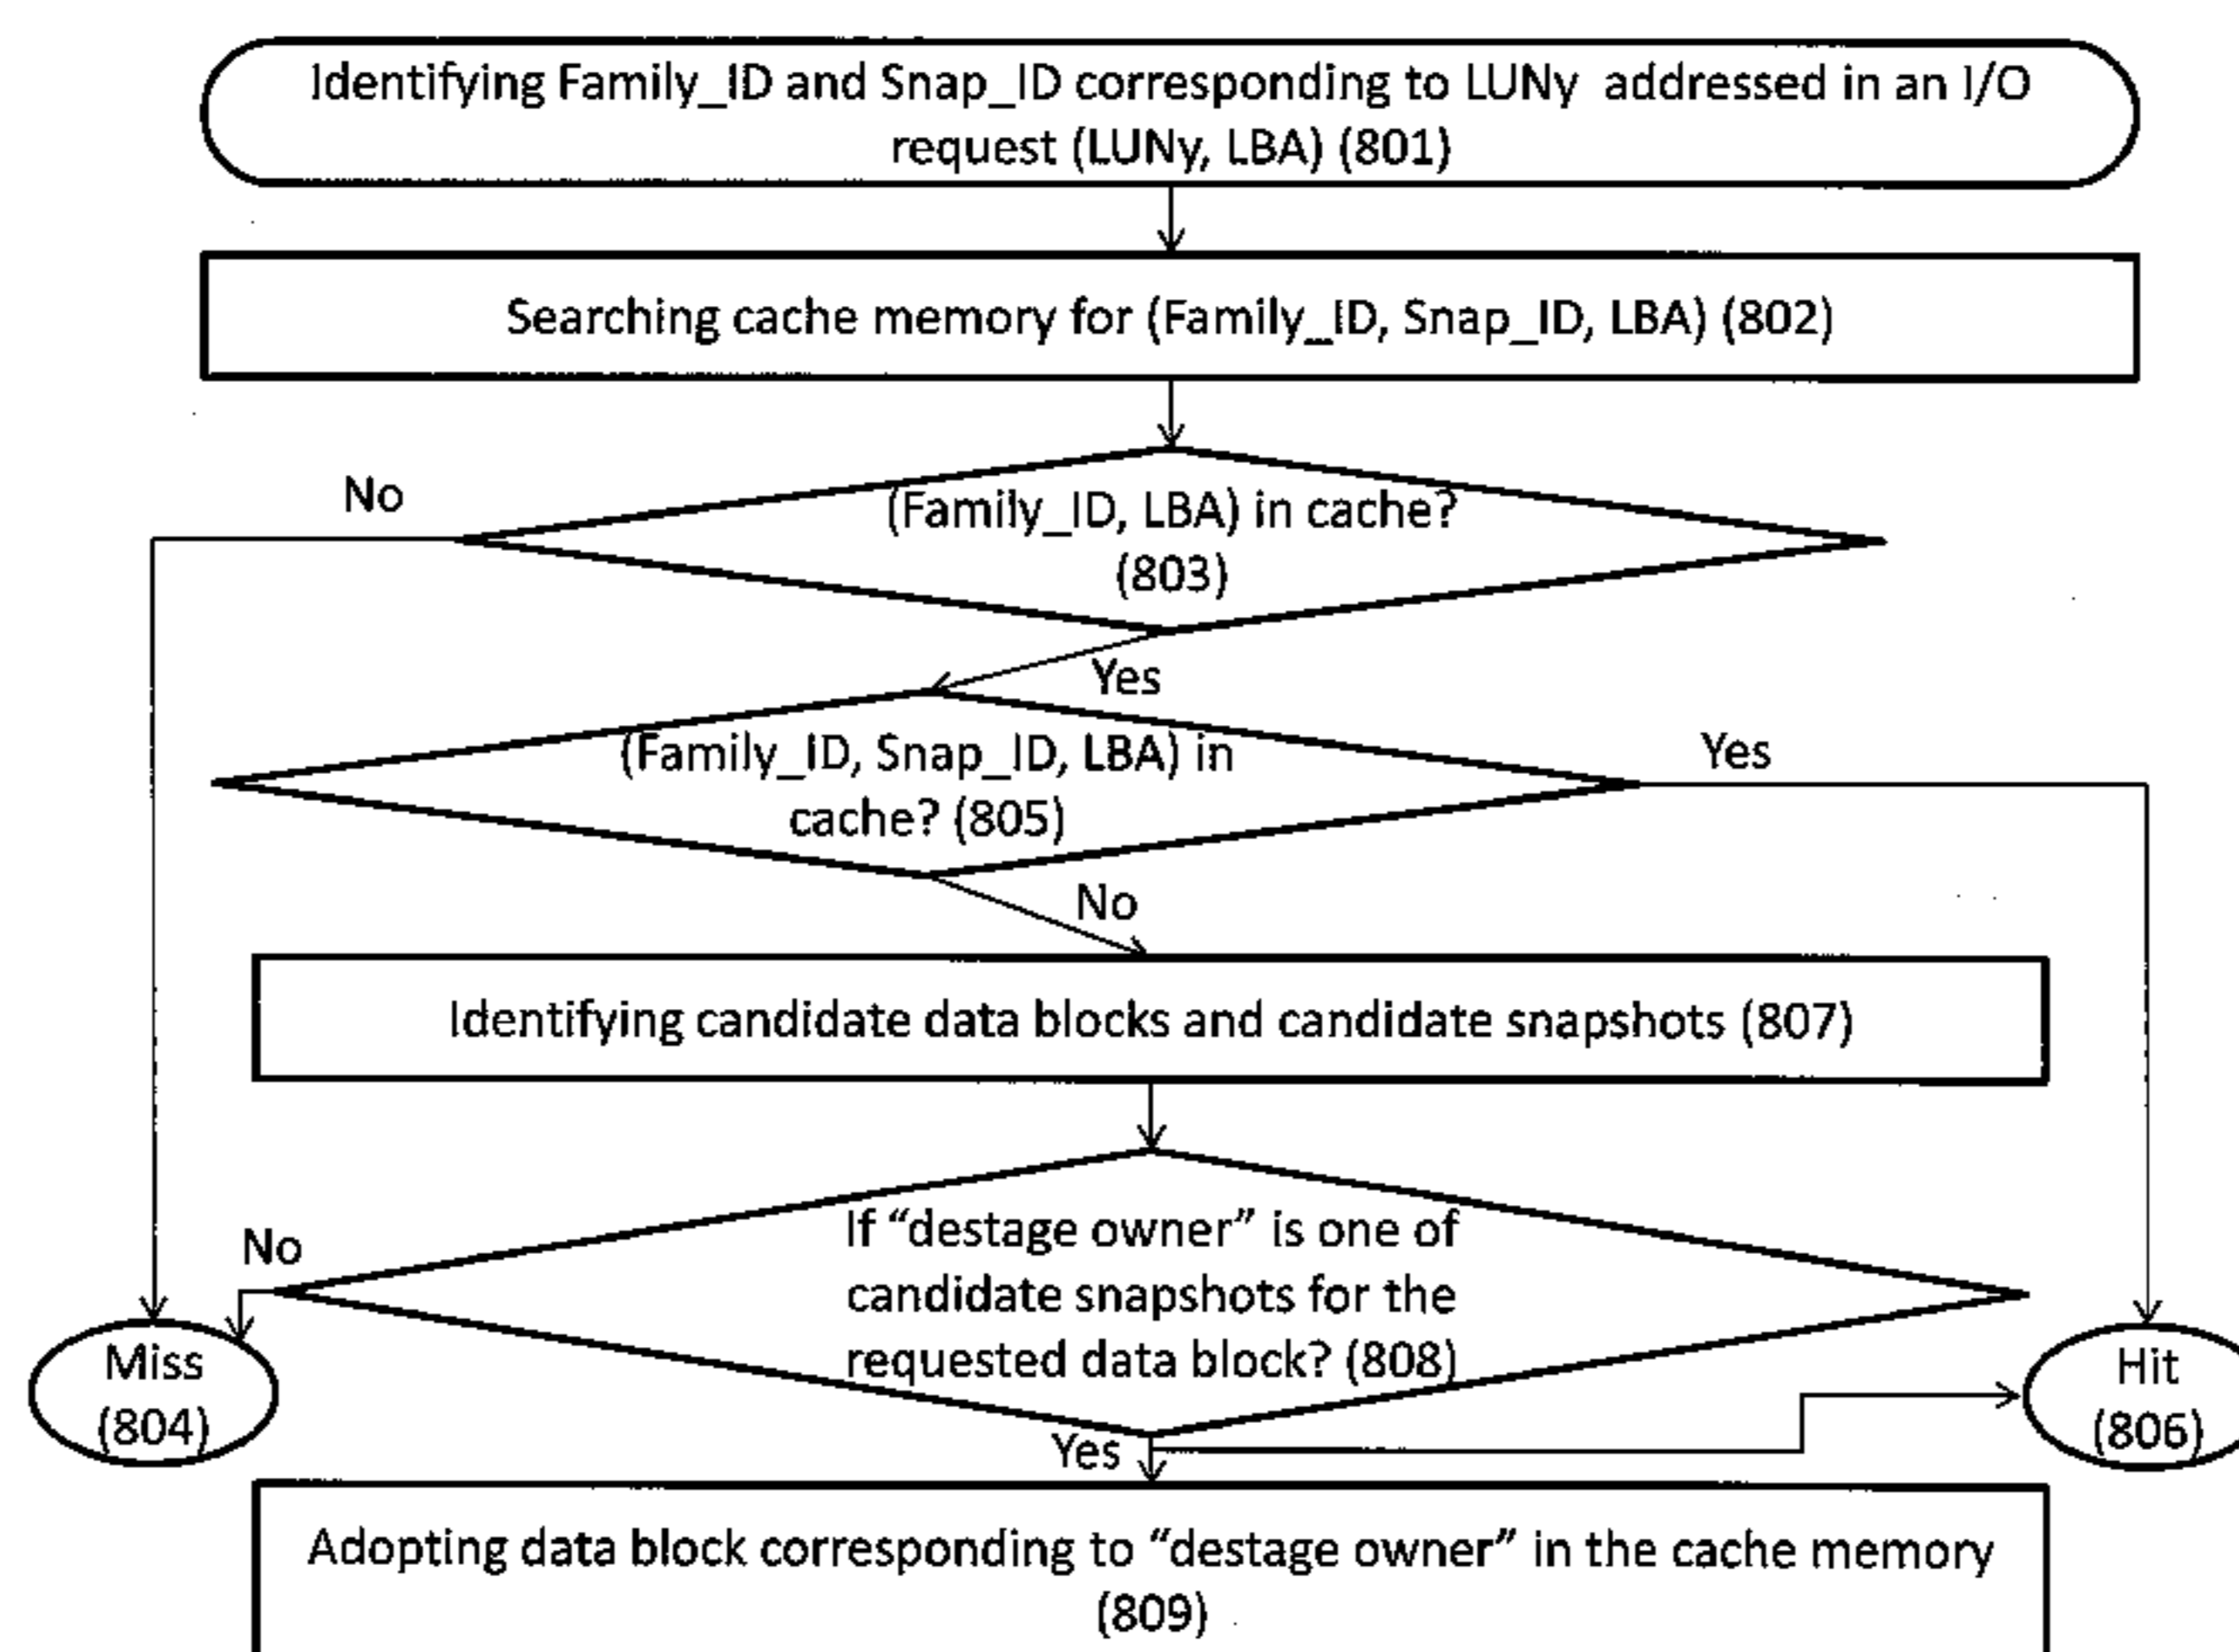 Identifying Family_ID and Snap_ID corresponding to LUNy addressed in an I/O
request (LUNy, LBA) (801)
Searching cache memory for (Family_ID, Snap_ID, LBA) (802)
No
(Family_ID, LBA) in cache?
(803)
Yes
(Family_ID, Snap_ID, LBA) in
cache? (805)
Yes
No
Identifying candidate data blocks and candidate snapshots (807)
No
If “destage owner” is one of
candidate snapshots for the
requested data block? (808)
Miss
(804)
Hit
(806)
Yes
Adopting data block corresponding to “destage owner” in the cache memory
(809)